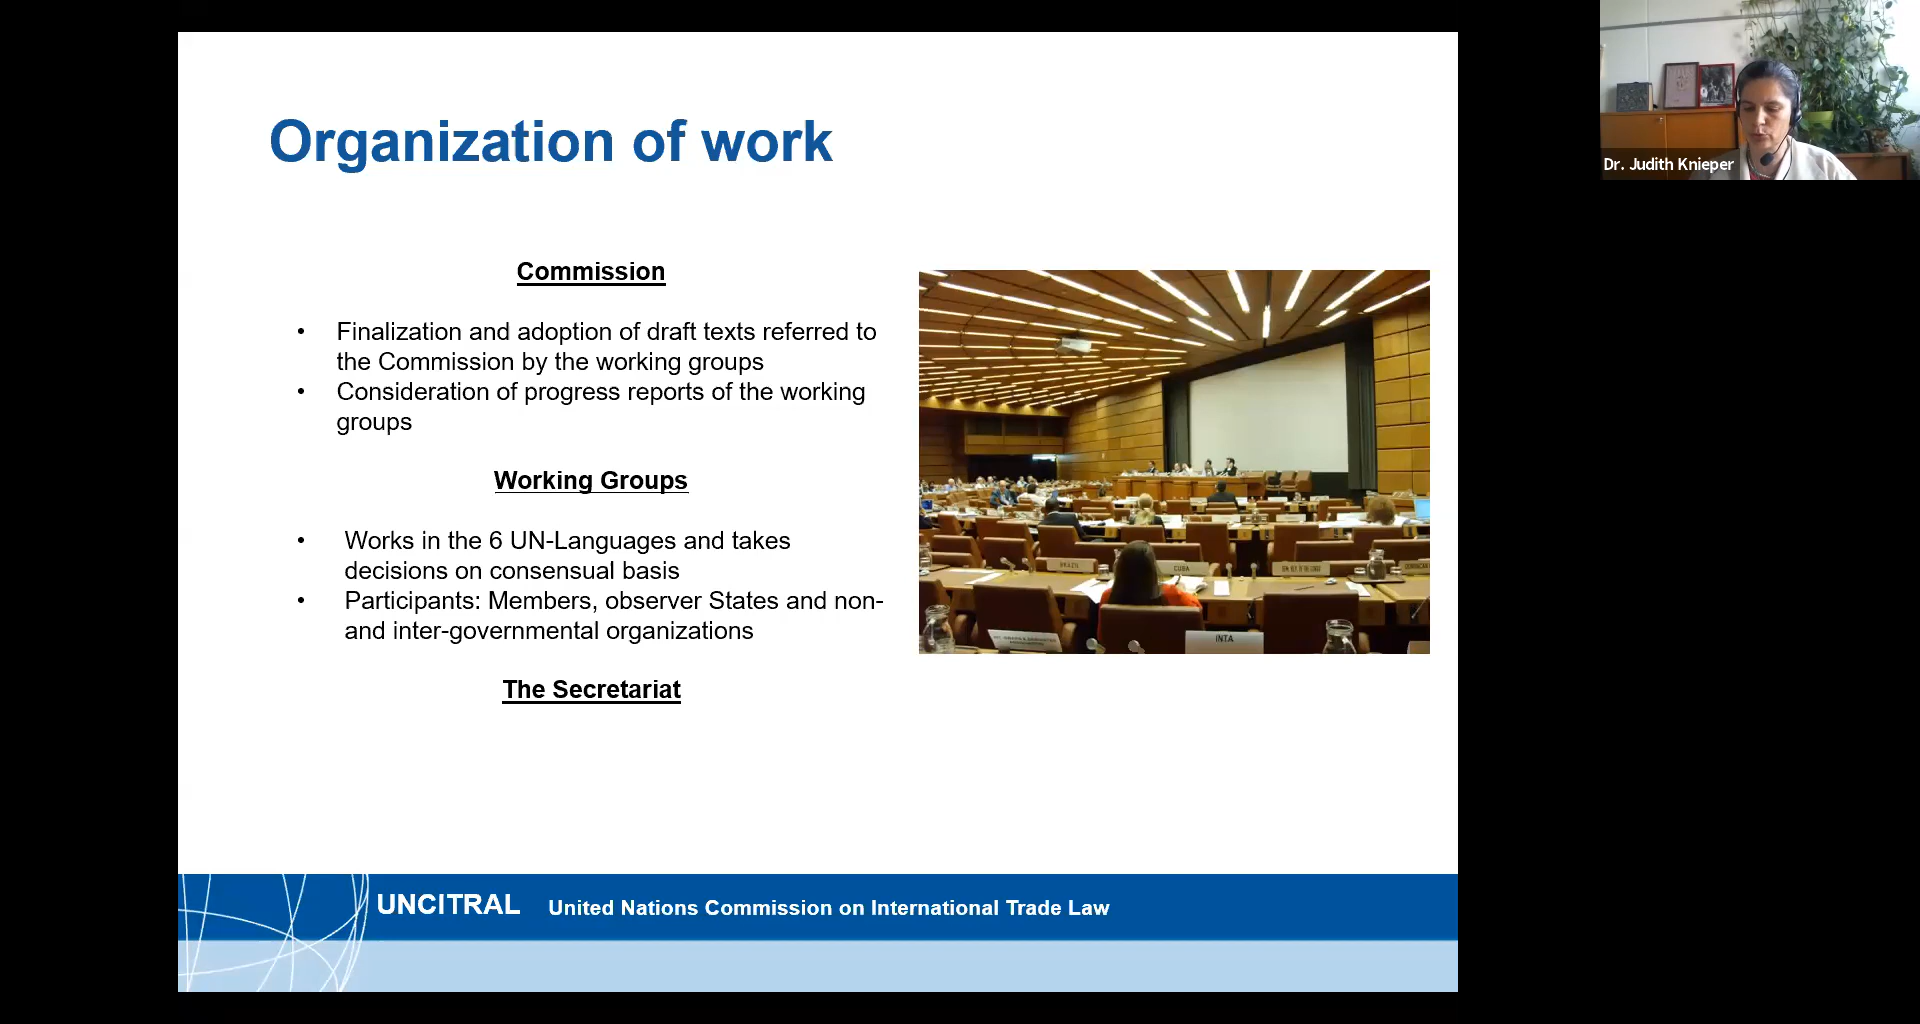 Organization of work
Commission
• Finalization and adoption of draft texts referred to
the Commission by the working groups
• Consideration of progress reports of the working
groups
Working Groups
• Works in the 6 UN-Languages and takes
decisions on consensual basis
• Participants: Members, observer States and non-
and inter-governmental organizations
The Secretariat
BRAZIL
CUBA
INTA
UNCITRAL United Nations Commission on International Trade Law
Dr. Judith Knieper